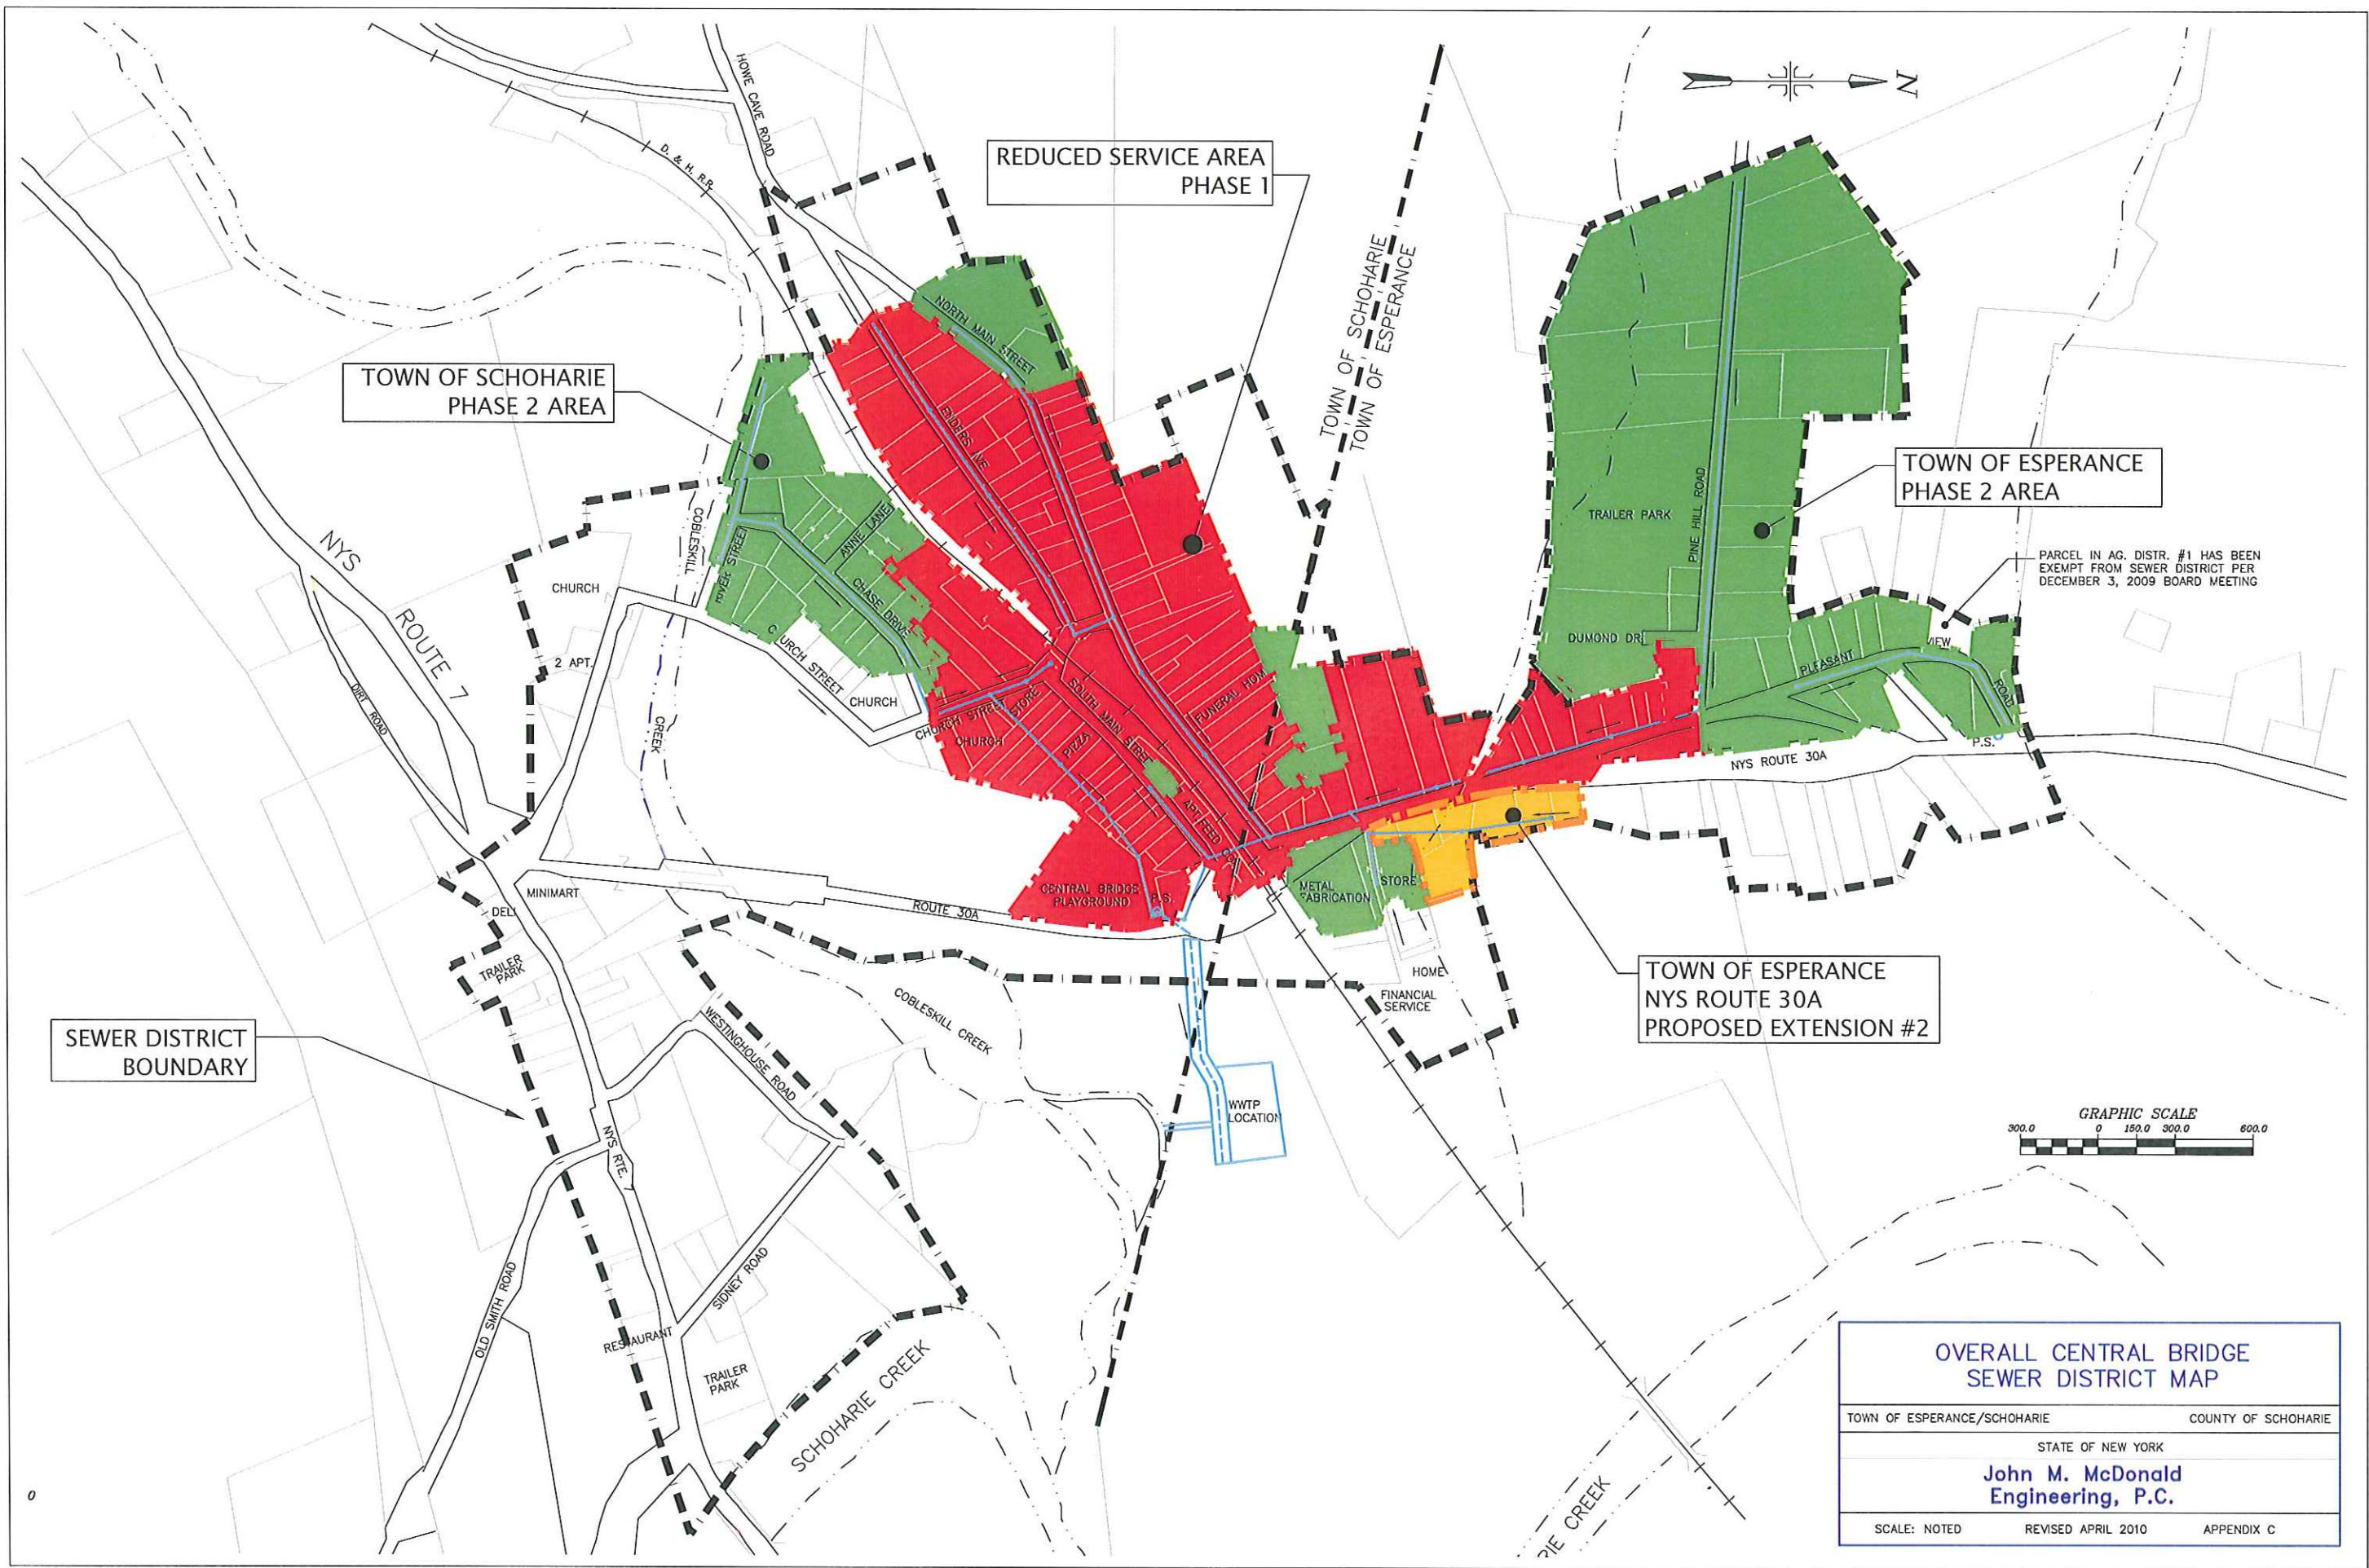 HOWE CAVE ROAD
D. & H. R.R.
N
REDUCED SERVICE AREA
PHASE 1
TOWN OF SCHOHARIE
TOWN OF ESPERANCE
NORTH MAIN STREET
TOWN OF SCHOHARIE
PHASE 2 AREA
ENDERS AVE
TOWN OF ESPERANCE
PHASE 2 AREA
TRAILER PARK
PINE HILL ROAD
PARCEL IN AG. DISTR. #1 HAS BEEN
EXEMPT FROM SEWER DISTRICT PER
DECEMBER 3, 2009 BOARD MEETING
NYS
ROUTE 7
COBLESKILL
CREEK
ANNE LANE
RIVER STREET
CHURCH
CHASE DRIVE
C URCH STREET
2 APT.
CHURCH
DIRT ROAD
DUMOND DR.
PLEASANT
VIEW
ROAD
P.S.
NYS ROUTE 30A
SOUTH MAIN STREET
FUNERAL HOM
CHURCH STREET
STORE
CHURCH
PIZZA
APT
FEED CO.
CENTRAL BRIDGE
PLAYGROUND
P.S.
METAL
FABRICATION
STORE
MINIMART
DELI
ROUTE 30A
TRAILER
PARK
HOME
FINANCIAL
SERVICE
TOWN OF ESPERANCE
NYS ROUTE 30A
PROPOSED EXTENSION #2
COBLESKILL CREEK
WESTINGHOUSE ROAD
SEWER DISTRICT
BOUNDARY
WWTP
LOCATION
NYS RTE. 7
GRAPHIC SCALE
300.0 0 150.0 300.0 600.0
OLD SMITH ROAD
SIDNEY ROAD
RESTAURANT
TRAILER
PARK
SCHOHARIE CREEK
RIE CREEK
0
OVERALL CENTRAL BRIDGE
SEWER DISTRICT MAP
TOWN OF ESPERANCE/SCHOHARIE COUNTY OF SCHOHARIE
STATE OF NEW YORK
John M. McDonald
Engineering, P.C.
SCALE: NOTED REVISED APRIL 2010 APPENDIX C